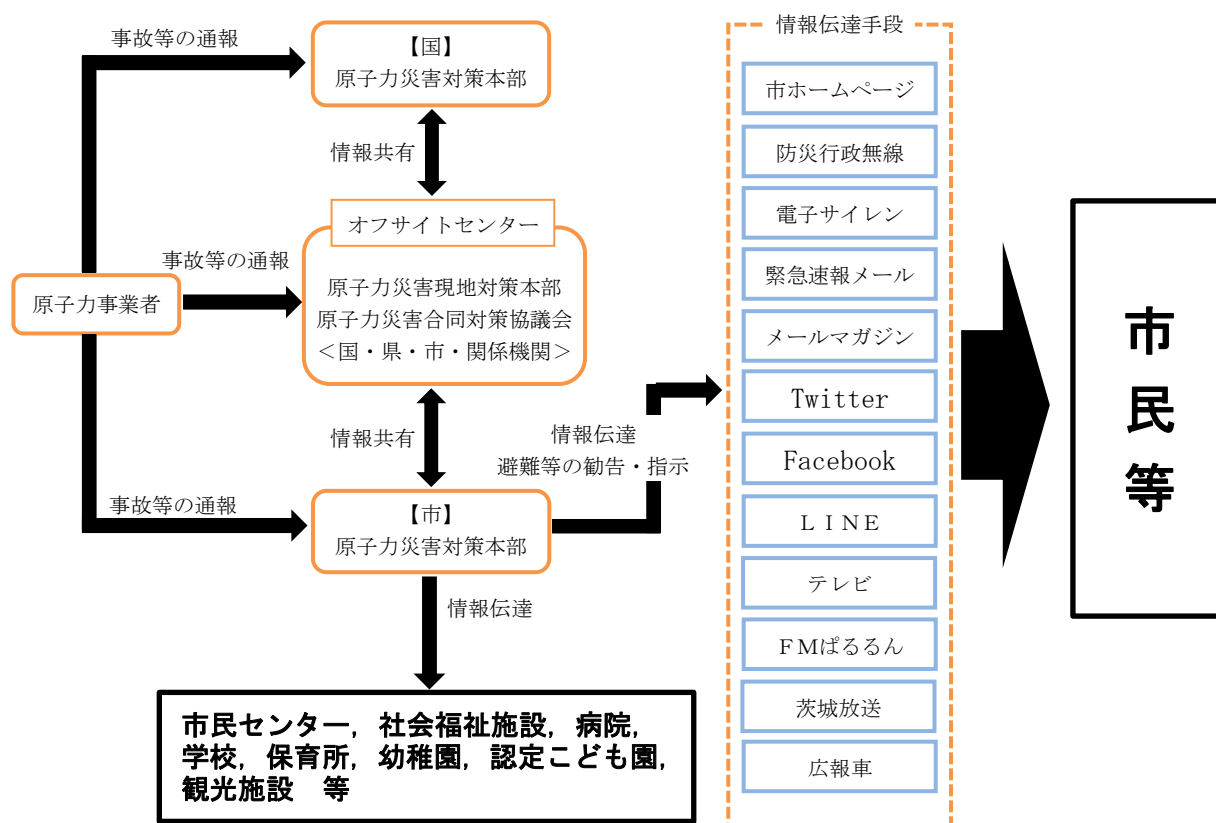 事故等の通報
【国】
原子力災害対策本部
情報共有
オフサイトセンター
事故等の通報
原子力事業者
原子力災害現地対策本部
原子力災害合同対策協議会
＜国・県・市・関係機関＞
情報共有
情報伝達
避難等の勧告・指示
事故等の通報
【市】
原子力災害対策本部
情報伝達
市民センター，社会福祉施設，病院，
学校，保育所，幼稚園，認定こども園，
観光施設　等
情報伝達手段
市ホームページ
防災行政無線
電子サイレン
緊急速報メール
メールマガジン
Twitter
Facebook
ＬＩＮＥ
テレビ
ＦＭぱるるん
茨城放送
広報車
市
民
等